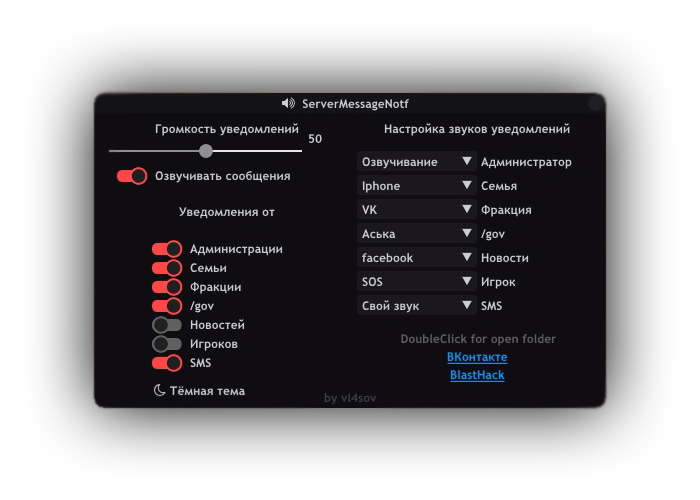 ServerMessageNotf
Громкость уведомлений
50
Озвучивать сообщения
Уведомления от
Администрации
Семьи
Фракции
/gov
Новостей
Игроков
SMS
Тёмная тема
Настройка звуков уведомлений
Озвучивание Администратор
Iphone Семья
VK Фракция
Аська /gov
facebook Новости
SOS Игрок
Свой звук SMS
DoubleClick for open folder
ВКонтакте
BlastHack
by vl4sov